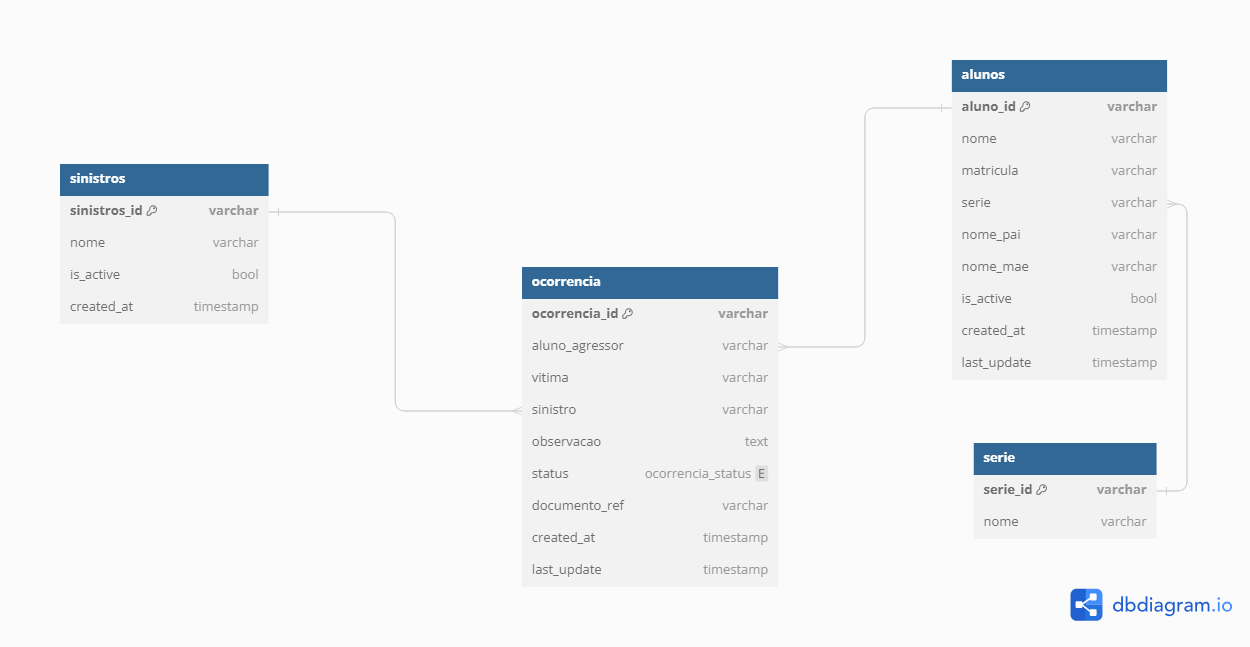 sinistros
sinistros_id varchar
nome varchar
is_active bool
created_at timestamp
ocorrencia
ocorrencia_id varchar
aluno_agressor varchar
vitima varchar
sinistro varchar
observacao text
status ocorrencia_status E
documento_ref varchar
created_at timestamp
last_update timestamp
alunos
aluno_id varchar
nome varchar
matricula varchar
serie varchar
nome_pai varchar
nome_mae varchar
is_active bool
created_at timestamp
last_update timestamp
serie
serie_id varchar
nome varchar
dbdiagram.io